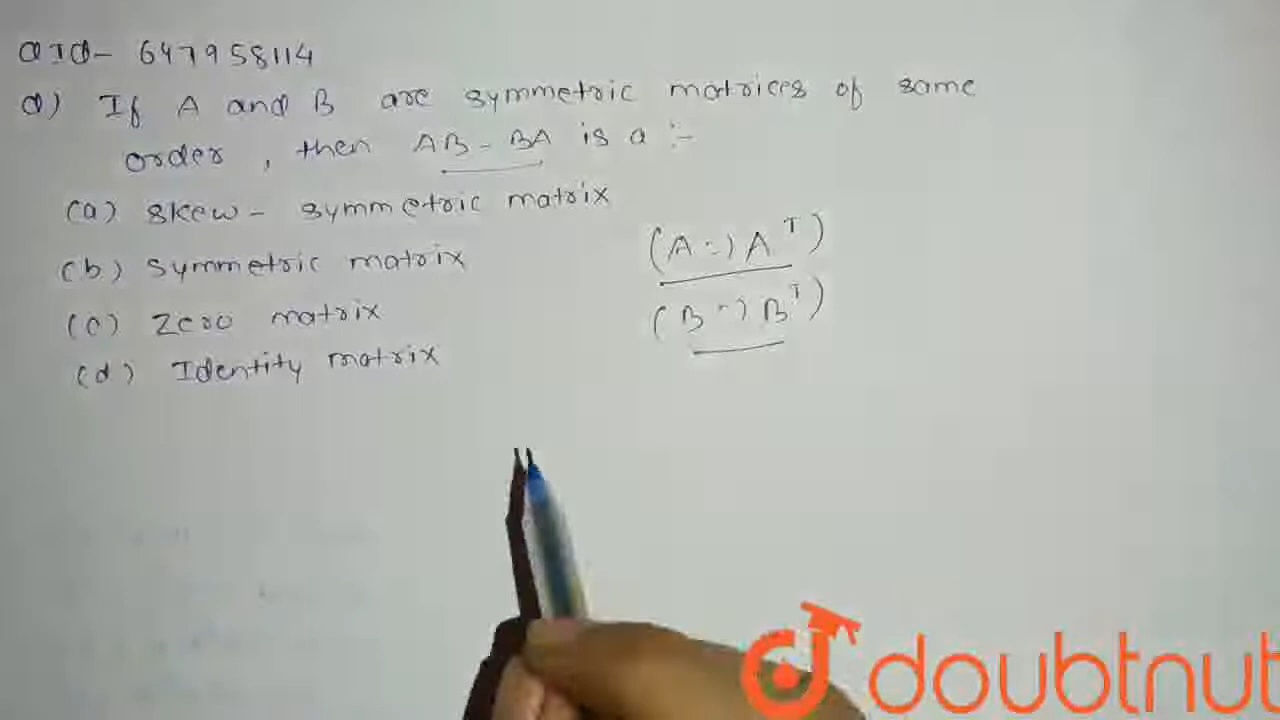 QID- 647958114
Q) If A and B are symmetric matrices of same
order, then AB - BA is a :-
(a) Skew - symmetric matrix
(b) Symmetric matrix
(c) Zero matrix
(d) Identity matrix
(A => A^T)
(B => B^T)
doubtnut